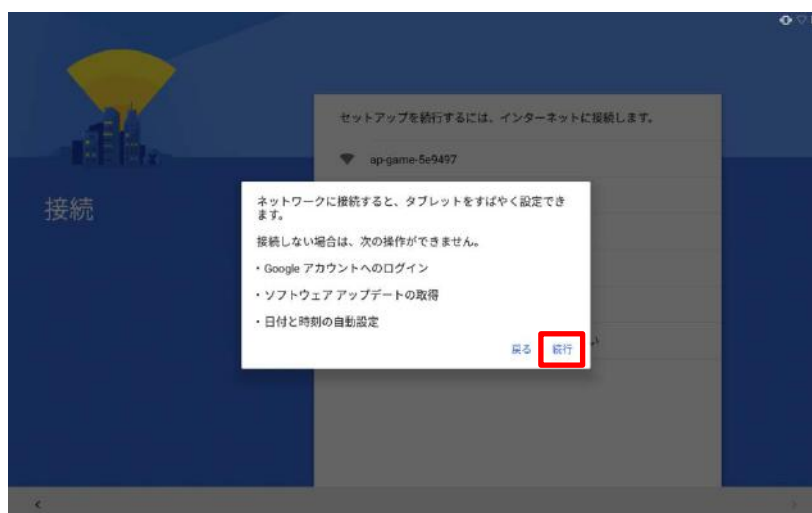 セットアップを続行するには、インターネットに接続します。
ap-game-5e9497
接続
ネットワークに接続すると、タブレットをすばやく設定でき
ます。
接続しない場合は、次の操作ができません。
・Google アカウントへのログイン
・ソフトウェア アップデートの取得
・日付と時刻の自動設定
戻る 続行